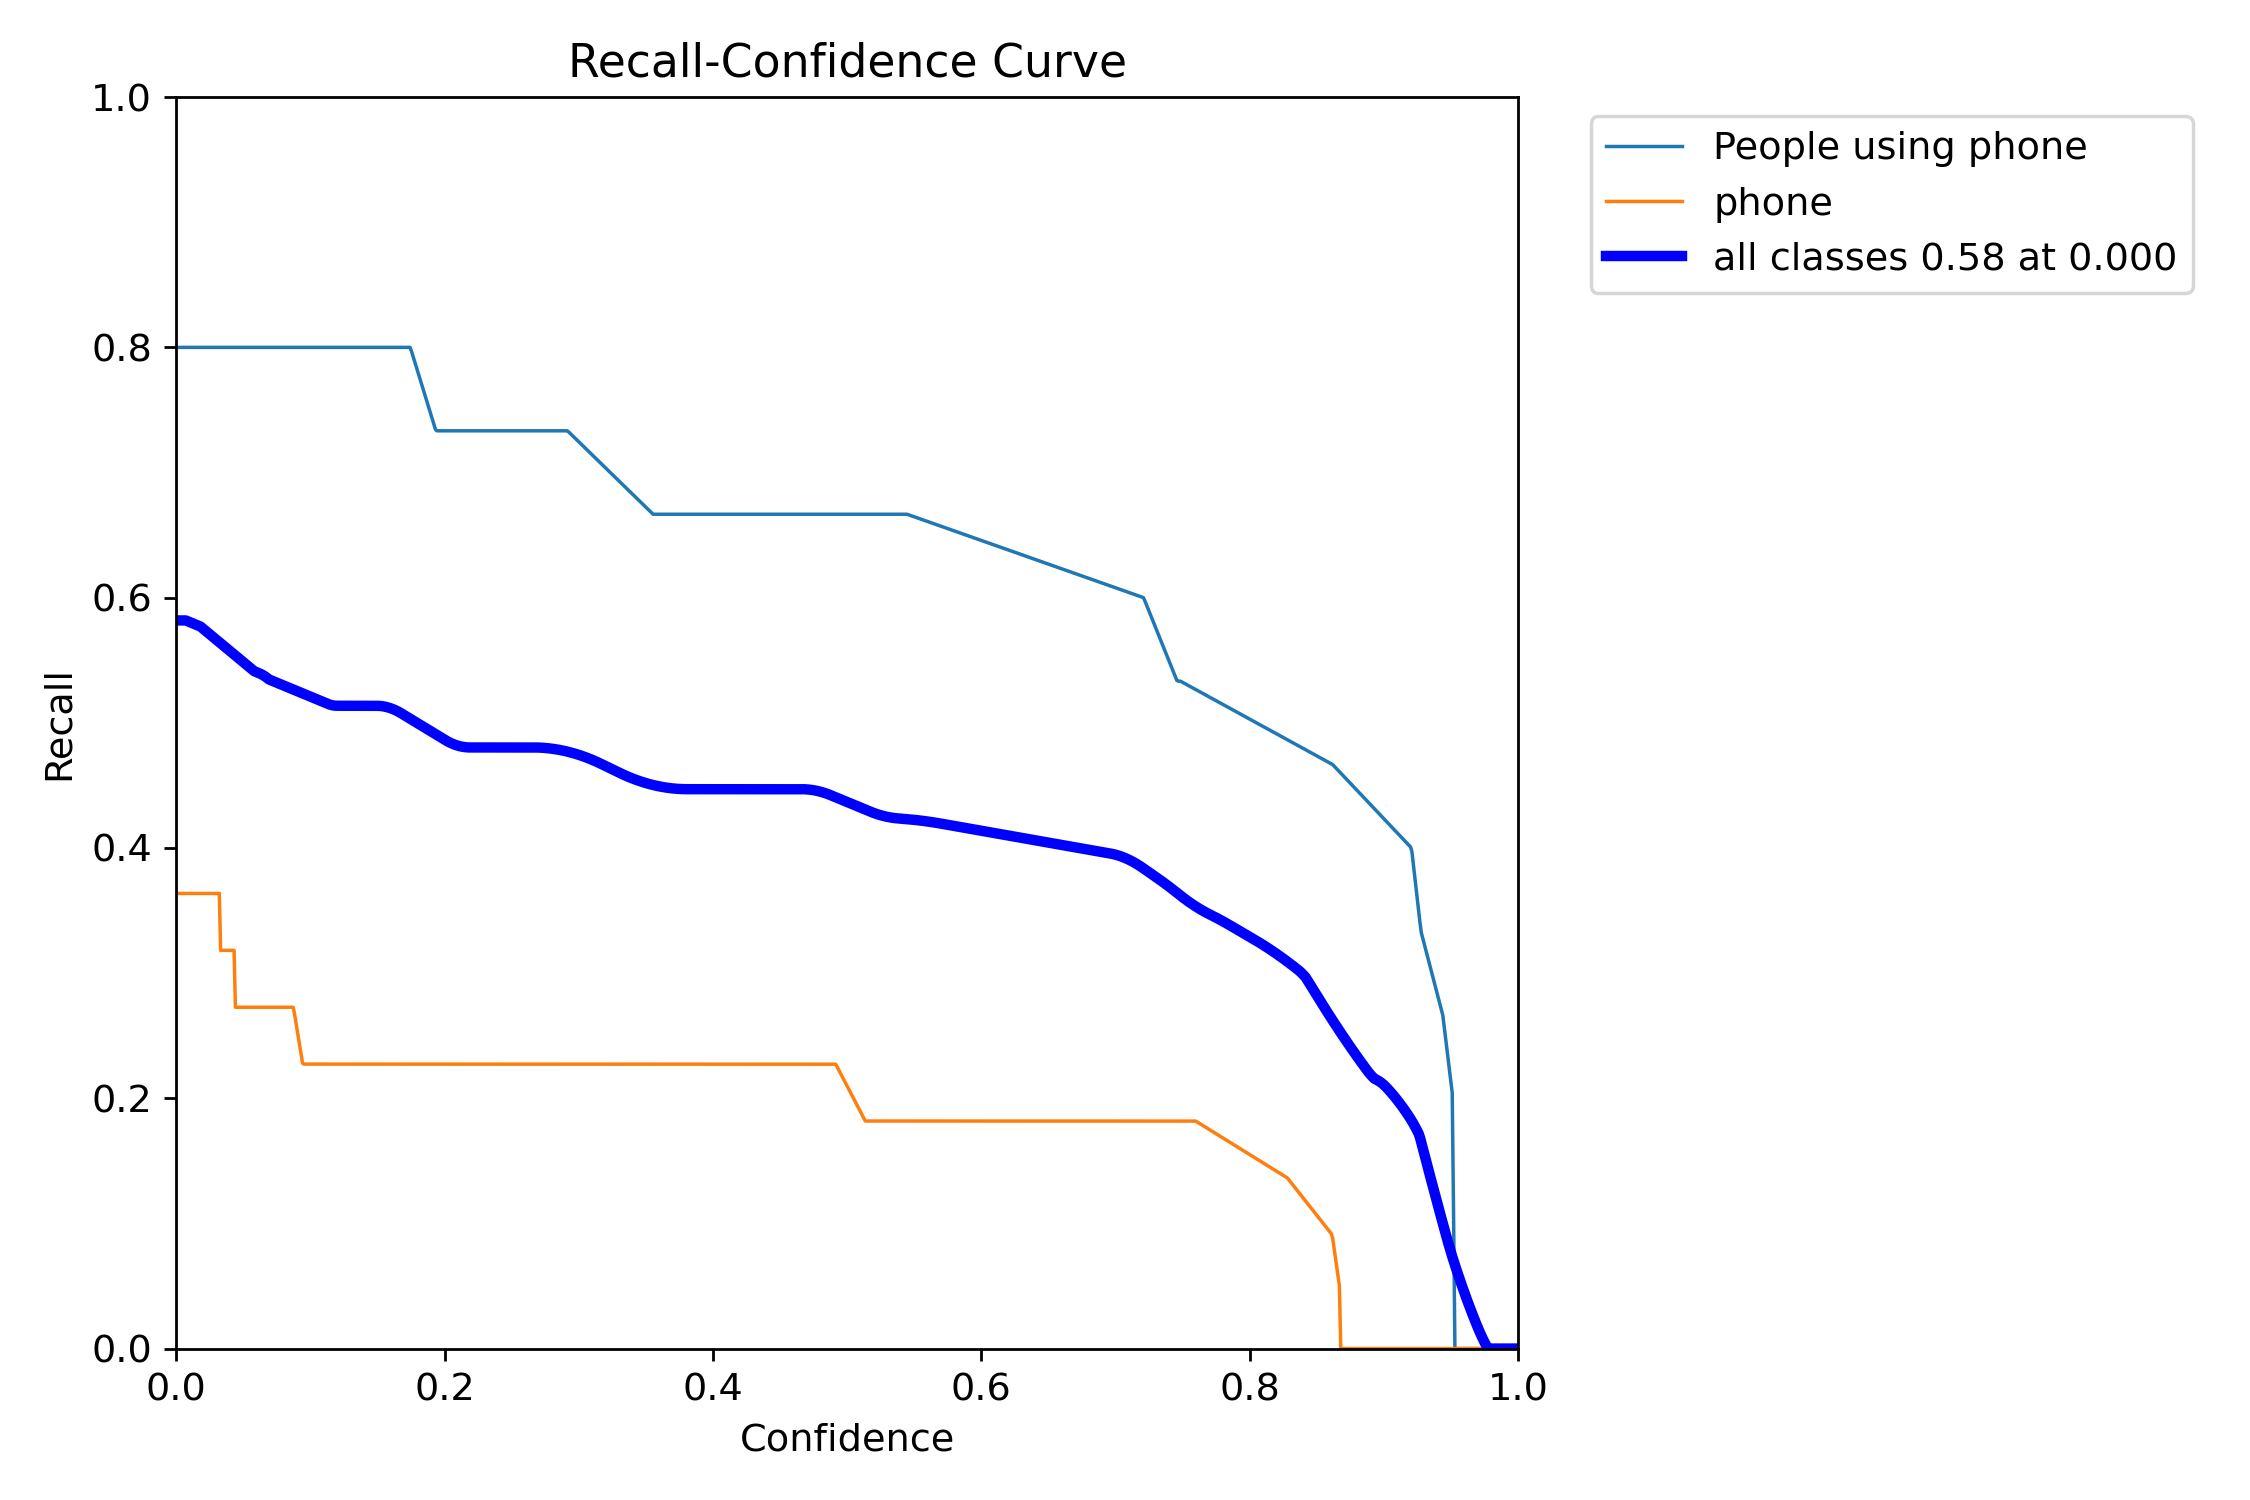 Recall-Confidence Curve
1.0
0.8
0.6
0.4
0.2
0.0
Recall
0.0 0.2 0.4 0.6 0.8 1.0
Confidence
People using phone
phone
all classes 0.58 at 0.000